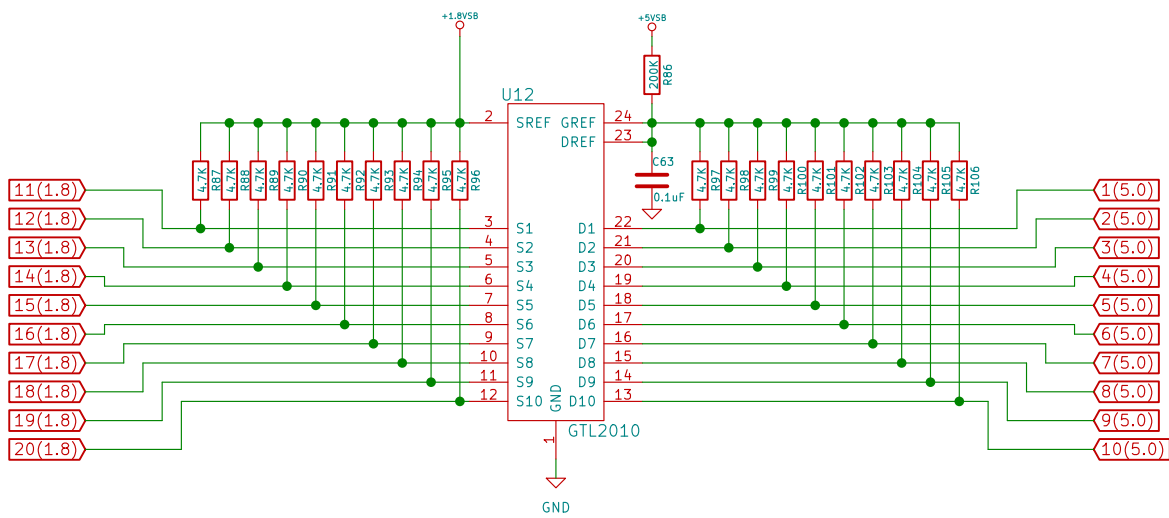 +1.8VSB
+5VSB
200K
R86
U12
2
SREF
GREF
24
DREF
23
C63
0.1uF
4.7K
R87
4.7K
R88
4.7K
R89
4.7K
R90
4.7K
R91
4.7K
R92
4.7K
R93
4.7K
R94
4.7K
R95
4.7K
R96
4.7K
R97
4.7K
R98
4.7K
R99
4.7K
R100
4.7K
R101
4.7K
R102
4.7K
R103
4.7K
R104
4.7K
R105
4.7K
R106
11(1.8)
12(1.8)
13(1.8)
14(1.8)
15(1.8)
16(1.8)
17(1.8)
18(1.8)
19(1.8)
20(1.8)
3 S1 D1 22
4 S2 D2 21
5 S3 D3 20
6 S4 D4 19
7 S5 D5 18
8 S6 D6 17
9 S7 D7 16
10 S8 D8 15
11 S9 D9 14
12 S10 D10 13
GND
1
GTL2010
GND
1(5.0)
2(5.0)
3(5.0)
4(5.0)
5(5.0)
6(5.0)
7(5.0)
8(5.0)
9(5.0)
10(5.0)